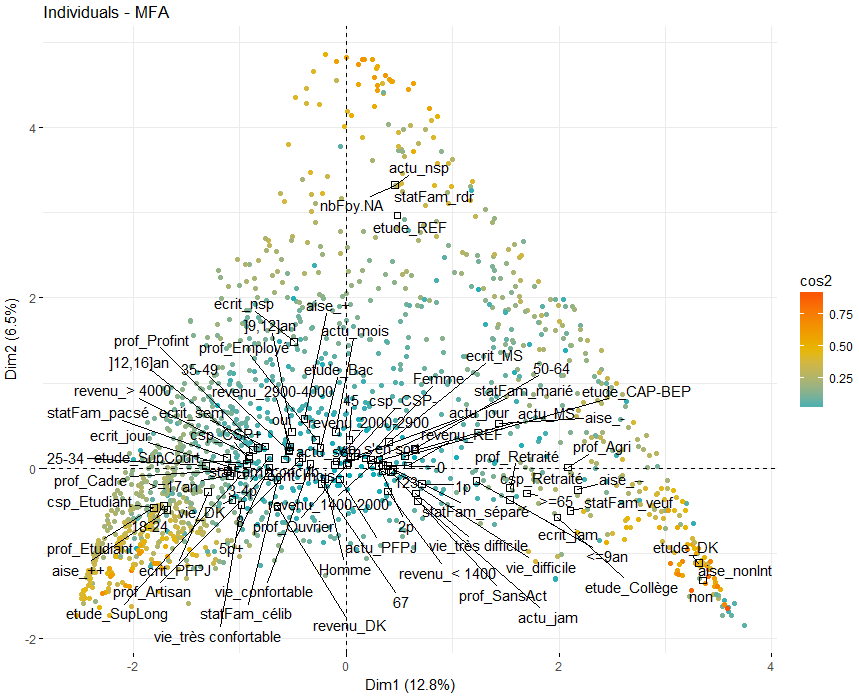 Individuals - MFA
actu_nsp
statFam_rdr
nbFoy.NA
etude_REF
ecrit_nsp
aise_+
]9,12]an
actu_mois
prof_Profint
prof_Employe
ecrit_MS
]12,16]an
35-49
etude_Bac
50-64
Femme
revenu_> 4000
revenu_2900-4000
statFam_marié
etude_CAP-BEP
statFam_pacsé
ecrit_sem
45
csp_CSP-
actu_jour
actu_MS
aise_-
oui
revenu_2000-2900
ecrit_jour
csp_CSP+
revenu_REF
prof_Agri
25-34
etude_SupCourt
prof_Retraité
0
prof_Cadre
csp_Retraité
aise_--
>=17an
1p
csp_Etudiant
>=65
statFam_veuf
vie_DK
revenu_1400-2000
statFam_séparé
18-24
8
prof_Ouvrier
2p
ecrit_jam
prof_Etudiant
5p+
actu_PFPJ
vie_très difficile
<=9an
etude_DK
aise_++
ecrit_PFPJ
Homme
revenu_< 1400
vie_difficile
aise_nonInt
prof_Artisan
vie_confortable
67
prof_SansAct
etude_Collège
non
etude_SupLong
statFam_célib
revenu_DK
actu_jam
vie_très confortable
cos2
0.75
0.50
0.25
Dim2 (6.5%)
4
2
0
-2
-2
0
2
4
Dim1 (12.8%)